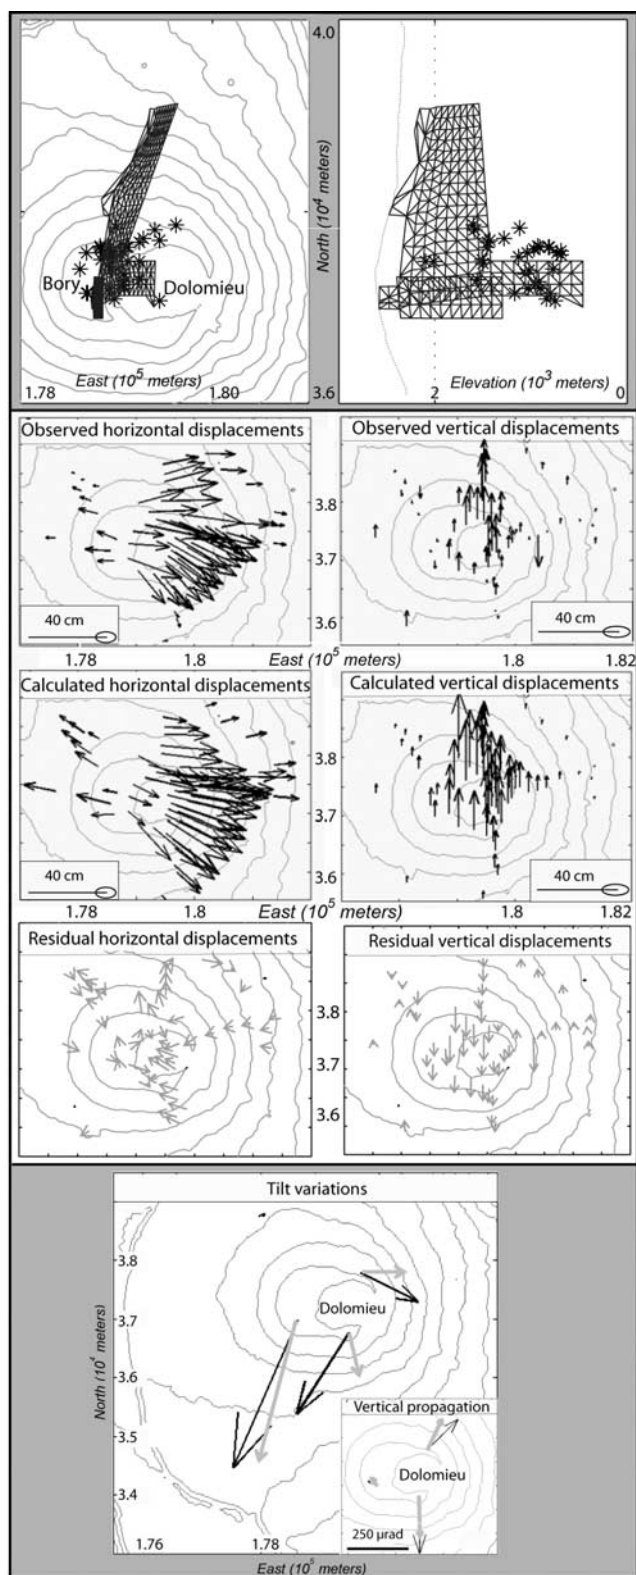 4.0
North (10⁴ meters)
Bory
Dolomieu
1.78
East (10⁵ meters)
1.80
3.6
2
Elevation (10³ meters)
0
Observed horizontal displacements
Observed vertical displacements
3.8
3.7
3.6
40 cm
40 cm
1.78
1.8
East (10⁵ meters)
1.8
1.82
Calculated horizontal displacements
Calculated vertical displacements
3.8
3.7
3.6
40 cm
40 cm
1.78
1.8
East (10⁵ meters)
1.8
1.82
Residual horizontal displacements
Residual vertical displacements
3.8
3.7
3.6
Tilt variations
3.8
3.7
3.6
3.5
3.4
North (10⁴ meters)
Dolomieu
Vertical propagation
Dolomieu
250 µrad
1.76
1.78
East (10⁵ meters)